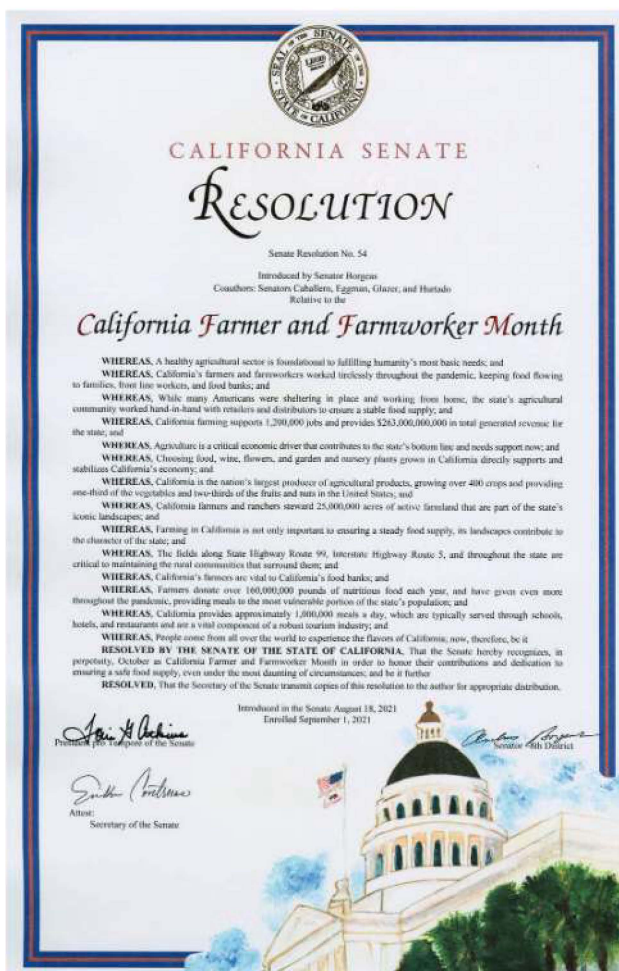 SEAL OF THE SENATE
STATE OF CALIFORNIA
CALIFORNIA SENATE
RESOLUTION
Senate Resolution No. 54
Introduced by Senator Borgeas
Coauthors: Senators Caballero, Eggman, Glazer, and Hurtado
Relative to the
California Farmer and Farmworker Month
WHEREAS, A healthy agricultural sector is foundational to fulfilling humanity's most basic needs; and
WHEREAS, California's farmers and farmworkers worked tirelessly throughout the pandemic, keeping food flowing
to families, front line workers, and food banks; and
WHEREAS, While many Americans were sheltering in place and working from home, the state's agricultural
community worked hand-in-hand with retailers and distributors to ensure a stable food supply; and
WHEREAS, California farming supports 1,200,000 jobs and provides $263,000,000,000 in total generated revenue for
the state; and
WHEREAS, Agriculture is a critical economic driver that contributes to the state's bottom line and needs support now; and
WHEREAS, Choosing food, wine, flowers, and garden and nursery plants grown in California directly supports and
stabilizes California's economy; and
WHEREAS, California is the nation's largest producer of agricultural products, growing over 400 crops and providing
one-third of the vegetables and two-thirds of the fruits and nuts in the United States; and
WHEREAS, California farmers and ranchers steward 25,000,000 acres of active farmland that are part of the state's
iconic landscapes; and
WHEREAS, Farming in California is not only important to ensuring a steady food supply, its landscapes contribute to
the character of the state; and
WHEREAS, The fields along State Highway Route 99, Interstate Highway Route 5, and throughout the state are
critical to maintaining the rural communities that surround them; and
WHEREAS, California's farmers are vital to California's food banks; and
WHEREAS, Farmers donate over 160,000,000 pounds of nutritious food each year, and have given even more
throughout the pandemic, providing meals to the most vulnerable portion of the state's population; and
WHEREAS, California provides approximately 1,000,000 meals a day, which are typically served through schools,
hotels, and restaurants and are a vital component of a robust tourism industry; and
WHEREAS, People come from all over the world to experience the flavors of California; now, therefore, be it
RESOLVED BY THE SENATE OF THE STATE OF CALIFORNIA, That the Senate hereby recognizes, in
perpetuity, October as California Farmer and Farmworker Month in order to honor their contributions and dedication to
ensuring a safe food supply, even under the most daunting of circumstances; and be it further
RESOLVED, That the Secretary of the Senate transmit copies of this resolution to the author for appropriate distribution.
Introduced in the Senate August 18, 2021
Enrolled September 1, 2021
President pro Tempore of the Senate
Senator 8th District
Attest:
Secretary of the Senate